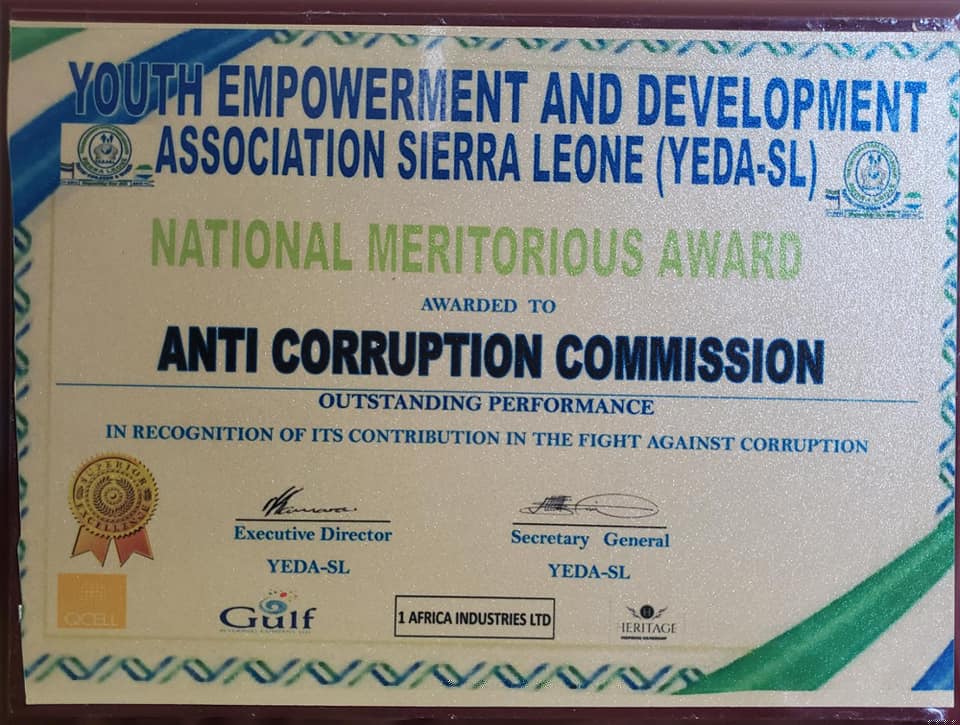 YOUTH EMPOWERMENT AND DEVELOPMENT
ASSOCIATION SIERRA LEONE (YEDA-SL)
NATIONAL MERITORIOUS AWARD
AWARDED TO
ANTI CORRUPTION COMMISSION
OUTSTANDING PERFORMANCE
IN RECOGNITION OF ITS CONTRIBUTION IN THE FIGHT AGAINST CORRUPTION
SUPERIOR
EXCELLENCE
Executive Director
Secretary General
YEDA-SL
YEDA-SL
QCELL
Gulf
1 AFRICA INDUSTRIES LTD
H
HERITAGE